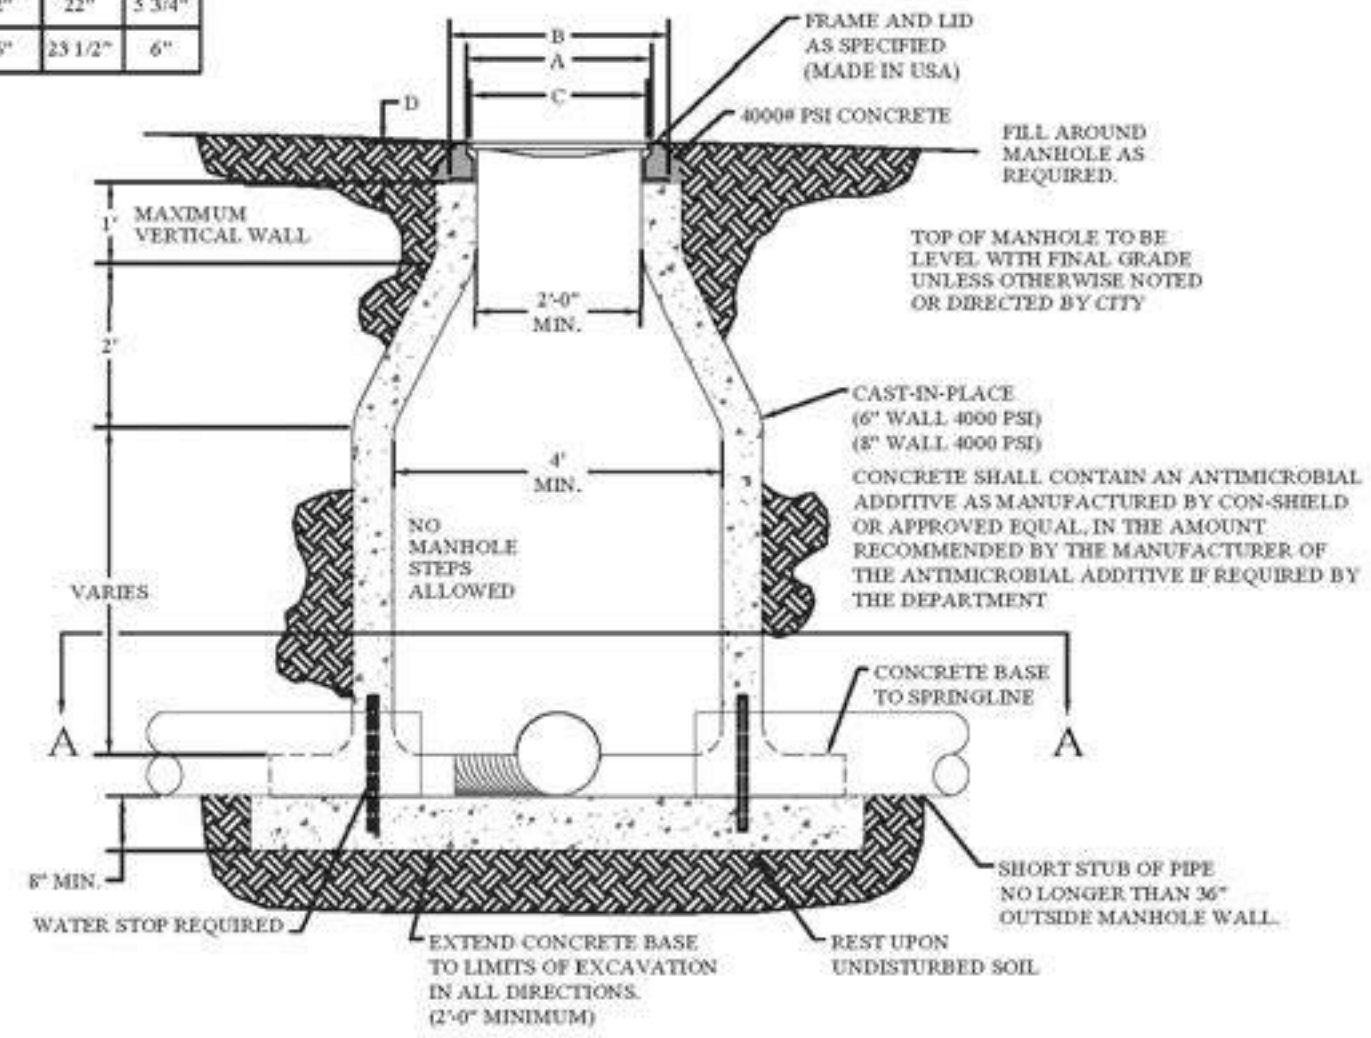 22" 5 3/4"
23 1/2" 6"
B
A
C
D
FRAME AND LID
AS SPECIFIED
(MADE IN USA)
4000# PSI CONCRETE
FILL AROUND
MANHOLE AS
REQUIRED.
1'
MAXIMUM
VERTICAL WALL
TOP OF MANHOLE TO BE
LEVEL WITH FINAL GRADE
UNLESS OTHERWISE NOTED
OR DIRECTED BY CITY
2'-0"
MIN.
2'
CAST-IN-PLACE
(6" WALL 4000 PSI)
(8" WALL 4000 PSI)
4'
MIN.
CONCRETE SHALL CONTAIN AN ANTIMICROBIAL
ADDITIVE AS MANUFACTURED BY CON-SHIELD
OR APPROVED EQUAL, IN THE AMOUNT
RECOMMENDED BY THE MANUFACTURER OF
THE ANTIMICROBIAL ADDITIVE IF REQUIRED BY
THE DEPARTMENT
NO
MANHOLE
STEPS
ALLOWED
VARIES
CONCRETE BASE
TO SPRINGLINE
A
A
8" MIN.
WATER STOP REQUIRED
EXTEND CONCRETE BASE
TO LIMITS OF EXCAVATION
IN ALL DIRECTIONS.
(2'-0" MINIMUM)
REST UPON
UNDISTURBED SOIL
SHORT STUB OF PIPE
NO LONGER THAN 36"
OUTSIDE MANHOLE WALL.